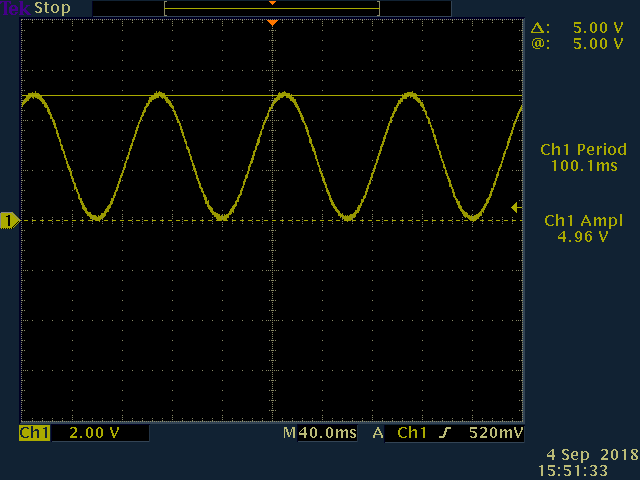 Tek Stop
Δ: 5.00 V
@: 5.00 V
Ch1 Period
100.1ms
1
Ch1 Ampl
4.96 V
Ch1 2.00 V M 40.0ms A Ch1 520mV
4 Sep 2018
15:51:33